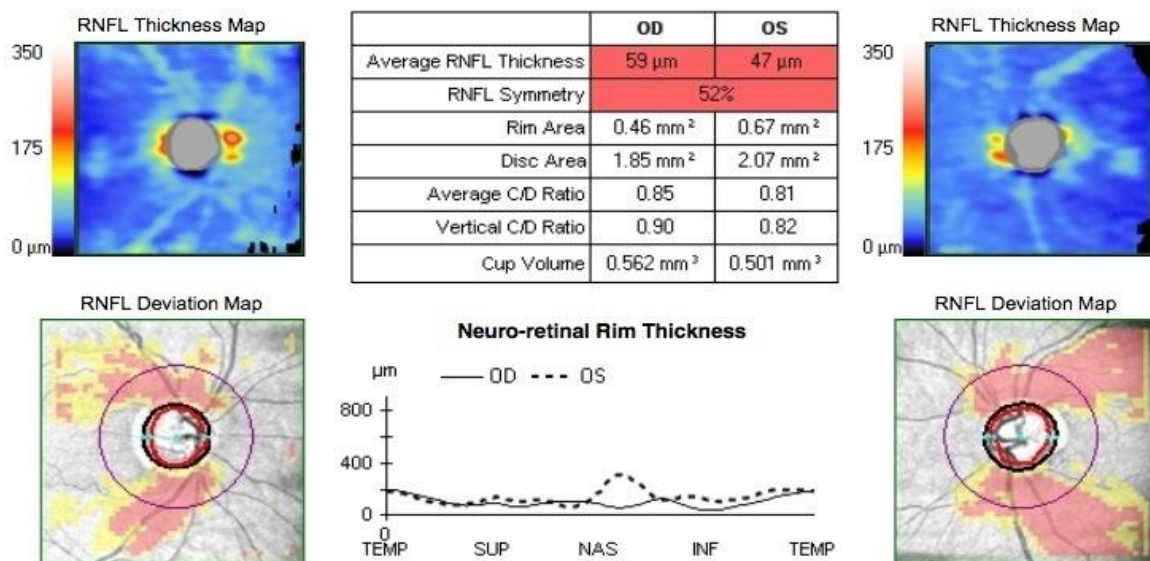 RNFL Thickness Map
350
175
0 µm
OD OS
Average RNFL Thickness 59 µm 47 µm
RNFL Symmetry 52%
Rim Area 0.46 mm² 0.67 mm²
Disc Area 1.85 mm² 2.07 mm²
Average C/D Ratio 0.85 0.81
Vertical C/D Ratio 0.90 0.82
Cup Volume 0.562 mm³ 0.501 mm³
RNFL Thickness Map
350
175
0 µm
RNFL Deviation Map
Neuro-retinal Rim Thickness
µm OD OS
800
400
0
0
TEMP SUP NAS INF TEMP
RNFL Deviation Map